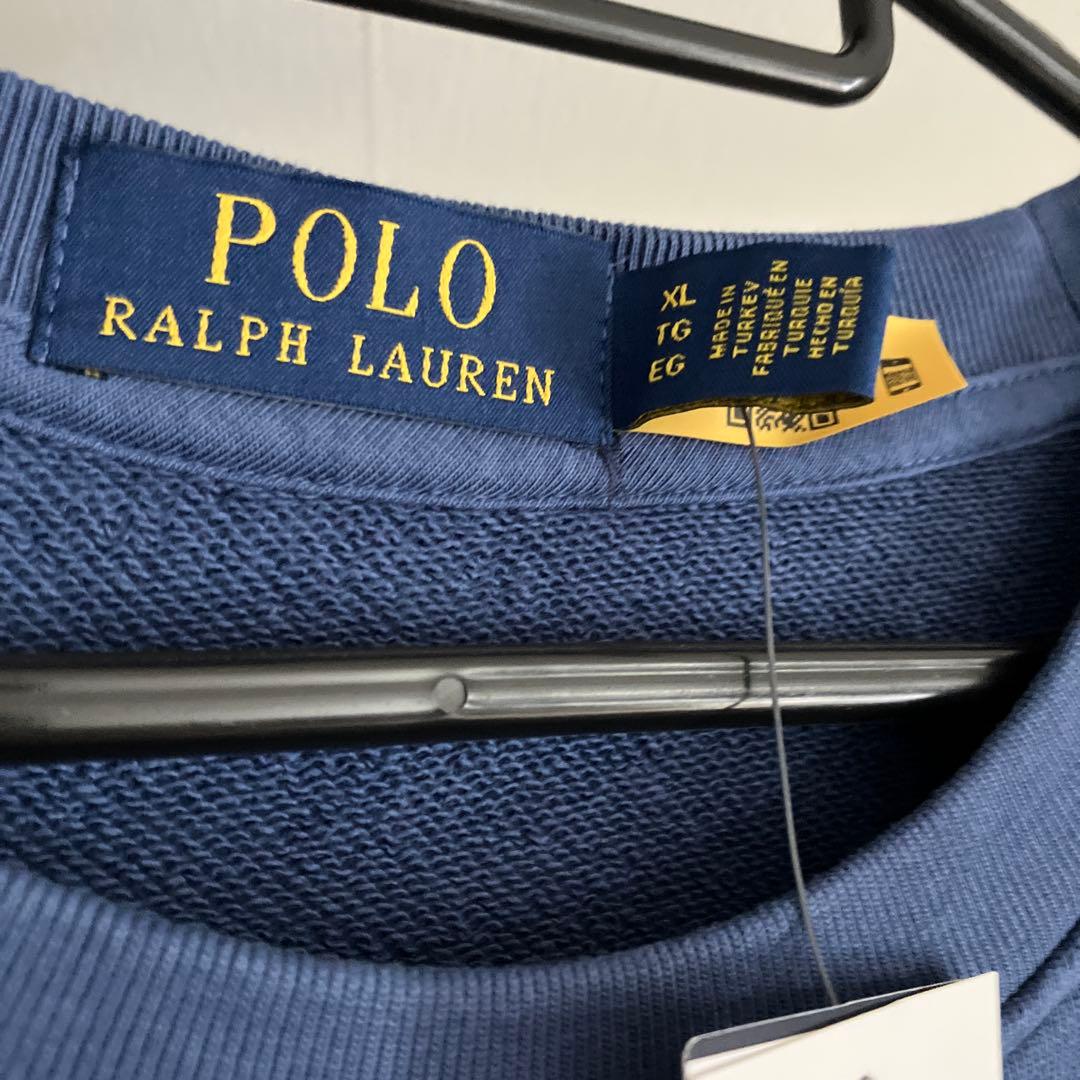 POLO
RALPH LAUREN
XL
TG
EG
MADE IN
TURKEY
FABRIQUÉ EN
TURQUIE
HECHO EN
TURQUÍA